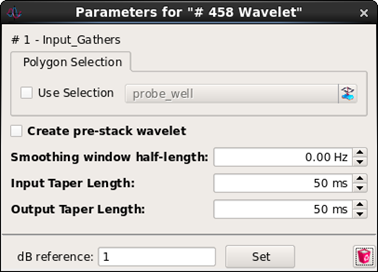 Parameters for "# 458 Wavelet"
# 1 - Input_Gathers
Polygon Selection
Use Selection probe_well
Create pre-stack wavelet
Smoothing window half-length: 0.00 Hz
Input Taper Length: 50 ms
Output Taper Length: 50 ms
dB reference: 1 Set